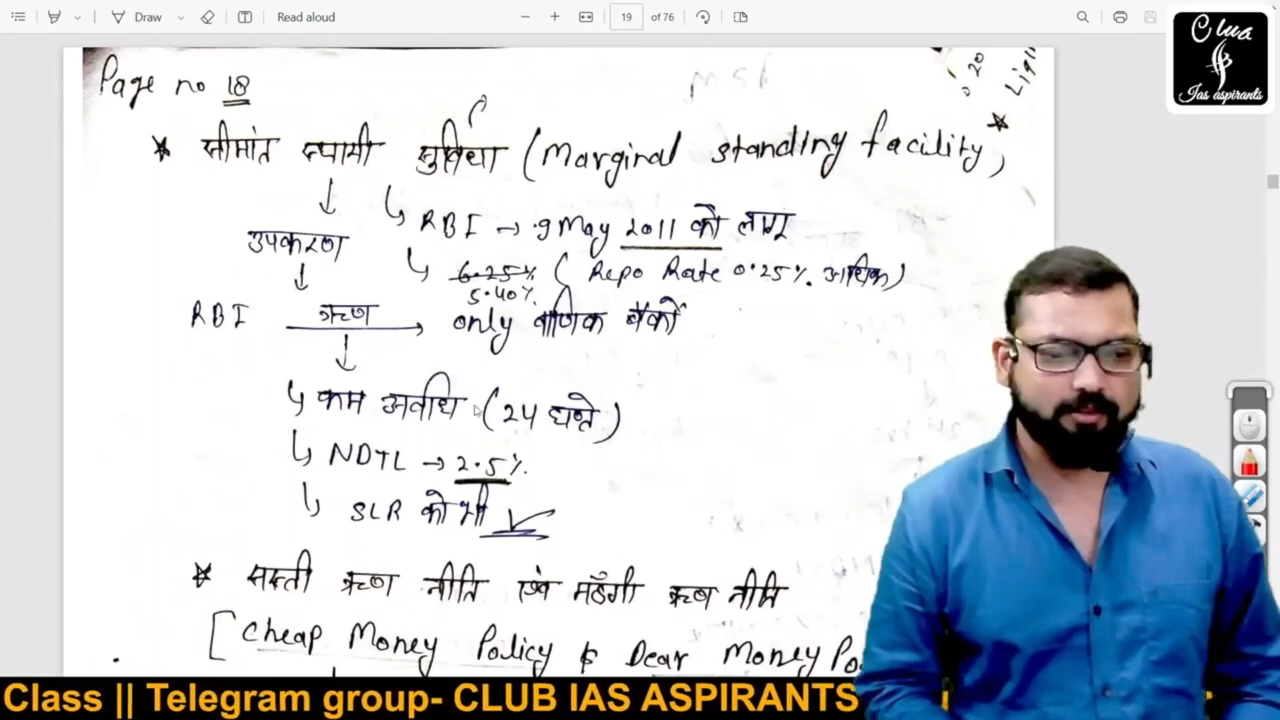 Draw
Read aloud
19 of 76
Club
Ias aspirants
Page no 18
सीमांत स्थायी सुविधा (Marginal standing facility)
RBI → 9 May 2011 को लागू
उपकरण
6.25% (Repo Rate 0.25% अधिक)
5.40%
RBI ऋण only वाणिक बैंकों
कम अवधि (24 घण्टे)
NDTL → 2.5%
SLR को भी
सस्ती ऋण नीति एवं महँगी ऋण नीति
[Cheap Money Policy & Dear Money Po
Class || Telegram group- CLUB IAS ASPIRANTS